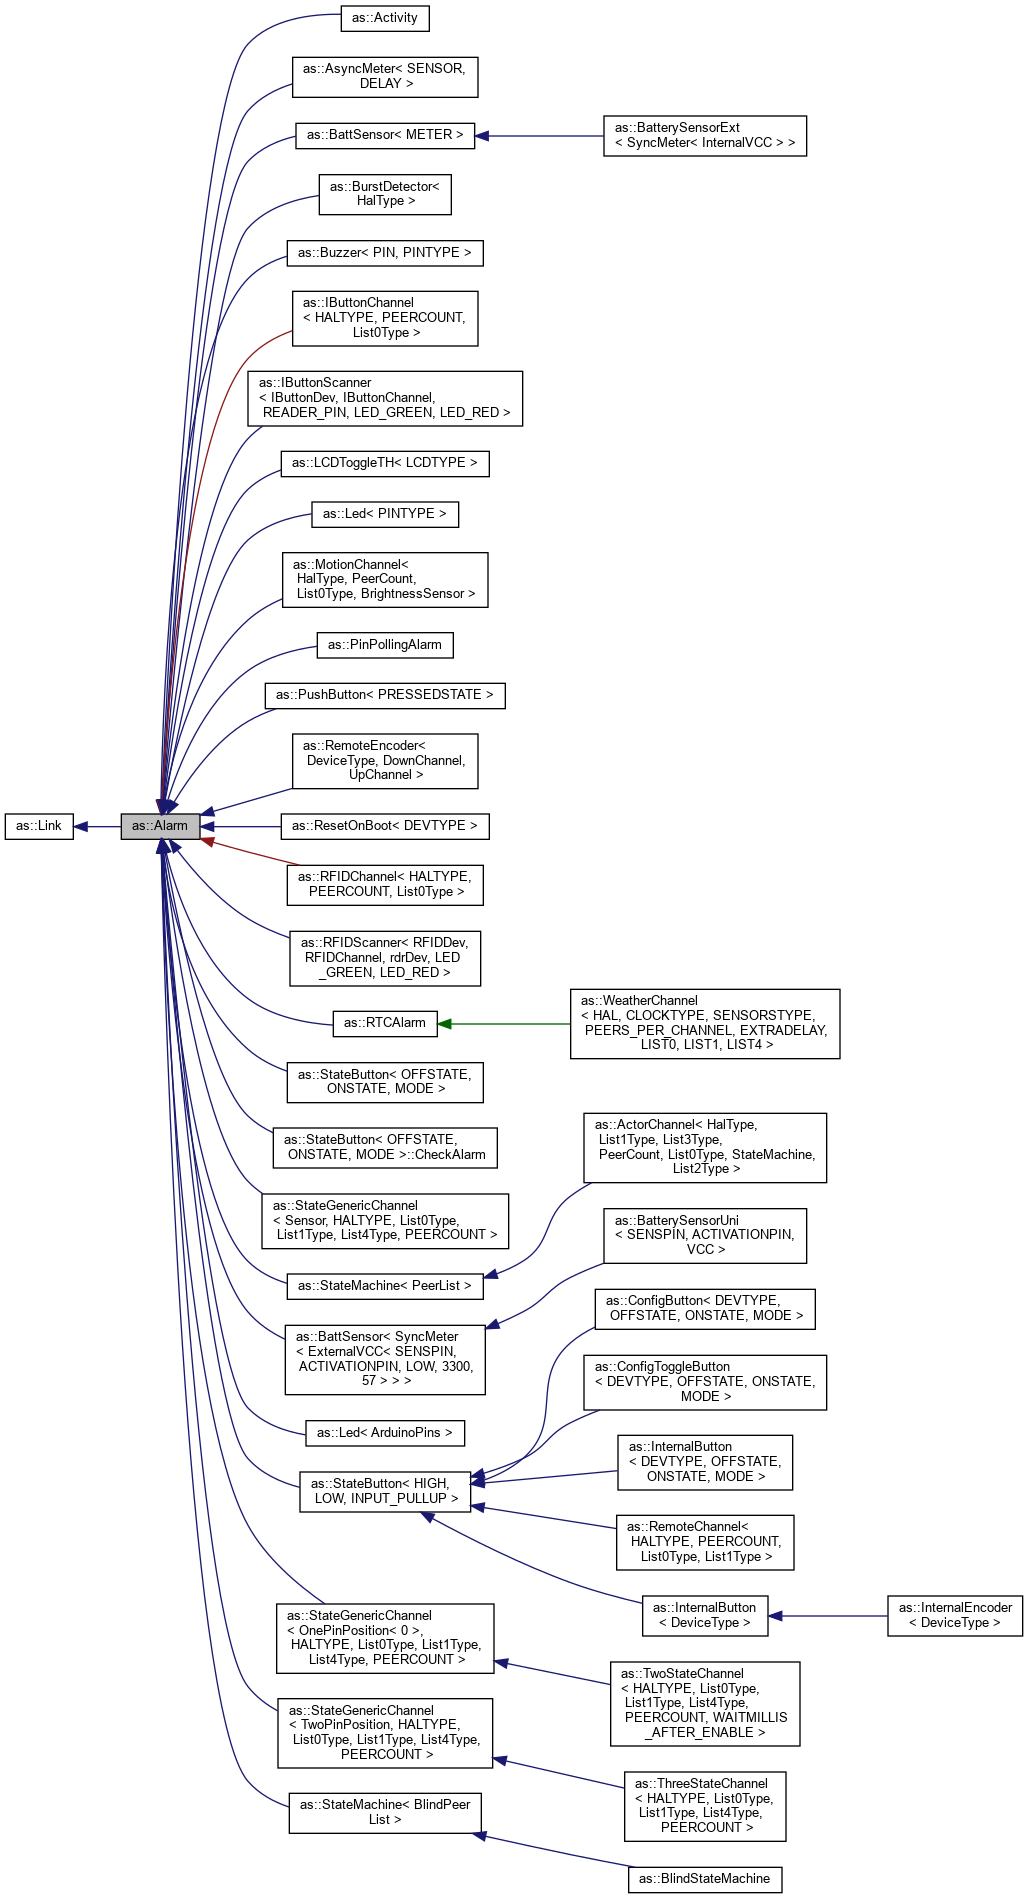 as::Activity
as::AsyncMeter< SENSOR,
DELAY >
as::BattSensor< METER >
as::BatterySensorExt
< SyncMeter< InternalVCC > >
as::BurstDetector<
HalType >
as::Buzzer< PIN, PINTYPE >
as::IButtonChannel
< HALTYPE, PEERCOUNT,
List0Type >
as::IButtonScanner
< IButtonDev, IButtonChannel,
READER_PIN, LED_GREEN, LED_RED >
as::LCDToggleTH< LCDTYPE >
as::Led< PINTYPE >
as::MotionChannel<
HalType, PeerCount,
List0Type, BrightnessSensor >
as::PinPollingAlarm
as::PushButton< PRESSEDSTATE >
as::RemoteEncoder<
DeviceType, DownChannel,
UpChannel >
as::Link
as::Alarm
as::ResetOnBoot< DEVTYPE >
as::RFIDChannel< HALTYPE,
PEERCOUNT, List0Type >
as::RFIDScanner< RFIDDev,
RFIDChannel, rdrDev, LED
_GREEN, LED_RED >
as::RTCAlarm
as::WeatherChannel
< HAL, CLOCKTYPE, SENSORSTYPE,
PEERS_PER_CHANNEL, EXTRADELAY,
LIST0, LIST1, LIST4 >
as::StateButton< OFFSTATE,
ONSTATE, MODE >
as::StateButton< OFFSTATE,
ONSTATE, MODE >::CheckAlarm
as::StateGenericChannel
< Sensor, HALTYPE, List0Type,
List1Type, List4Type, PEERCOUNT >
as::StateMachine< PeerList >
as::ActorChannel< HalType,
List1Type, List3Type,
PeerCount, List0Type, StateMachine,
List2Type >
as::BattSensor< SyncMeter
< ExternalVCC< SENSPIN,
ACTIVATIONPIN, LOW, 3300,
57 > > >
as::BatterySensorUni
< SENSPIN, ACTIVATIONPIN,
VCC >
as::Led< ArduinoPins >
as::StateButton< HIGH,
LOW, INPUT_PULLUP >
as::ConfigButton< DEVTYPE,
OFFSTATE, ONSTATE, MODE >
as::ConfigToggleButton
< DEVTYPE, OFFSTATE, ONSTATE,
MODE >
as::InternalButton
< DEVTYPE, OFFSTATE,
ONSTATE, MODE >
as::RemoteChannel<
HALTYPE, PEERCOUNT,
List0Type, List1Type >
as::InternalButton
< DeviceType >
as::InternalEncoder
< DeviceType >
as::StateGenericChannel
< OnePinPosition< 0 >,
HALTYPE, List0Type, List1Type,
List4Type, PEERCOUNT >
as::TwoStateChannel
< HALTYPE, List0Type,
List1Type, List4Type,
PEERCOUNT, WAITMILLIS
_AFTER_ENABLE >
as::StateGenericChannel
< TwoPinPosition, HALTYPE,
List0Type, List1Type, List4Type,
PEERCOUNT >
as::ThreeStateChannel
< HALTYPE, List0Type,
List1Type, List4Type,
PEERCOUNT >
as::StateMachine< BlindPeer
List >
as::BlindStateMachine